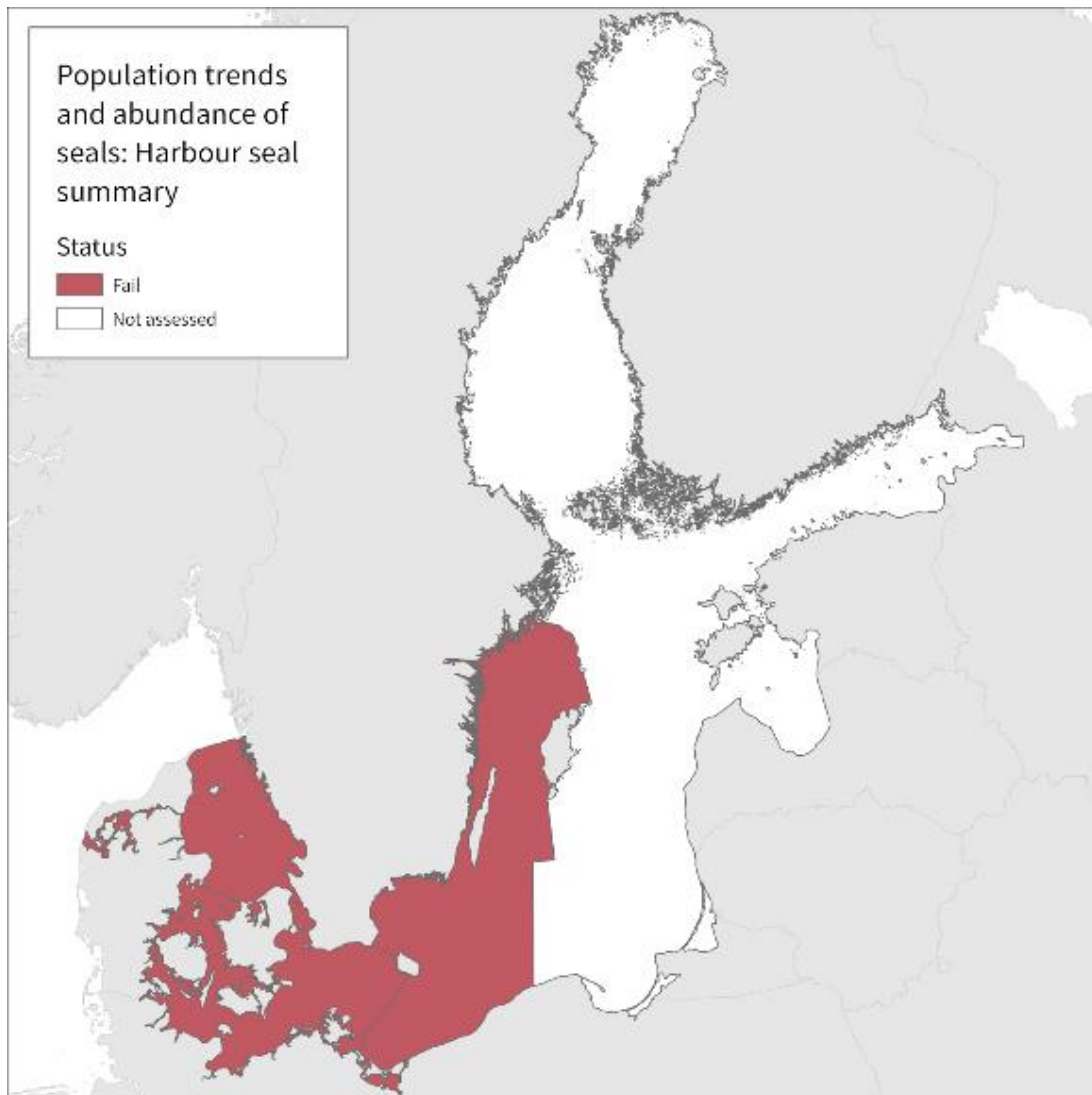 Population trends
and abundance of
seals: Harbour seal
summary
Status
Fail
Not assessed